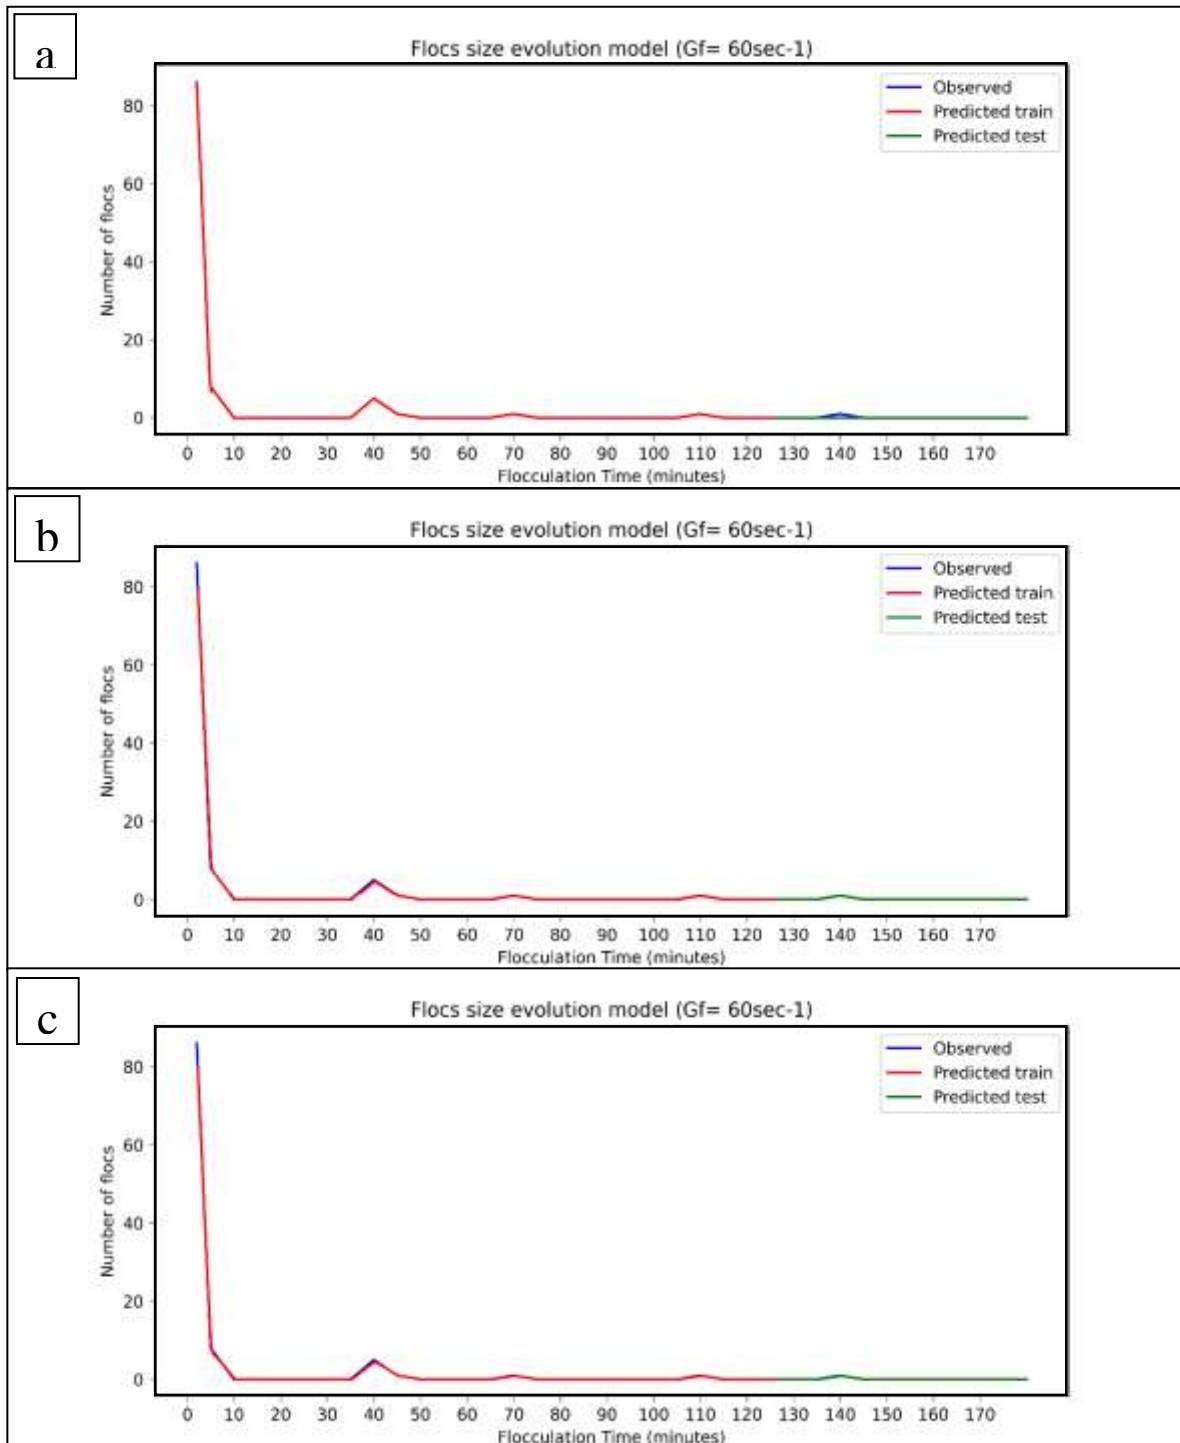 a
Flocs size evolution model (Gf= 60sec-1)
Observed
Predicted train
Predicted test
Number of flocs
80
60
40
20
0
0 10 20 30 40 50 60 70 80 90 100 110 120 130 140 150 160 170
Flocculation Time (minutes)
b
Flocs size evolution model (Gf= 60sec-1)
Observed
Predicted train
Predicted test
Number of flocs
80
60
40
20
0
0 10 20 30 40 50 60 70 80 90 100 110 120 130 140 150 160 170
Flocculation Time (minutes)
c
Flocs size evolution model (Gf= 60sec-1)
Observed
Predicted train
Predicted test
Number of flocs
80
60
40
20
0
0 10 20 30 40 50 60 70 80 90 100 110 120 130 140 150 160 170
Flocculation Time (minutes)